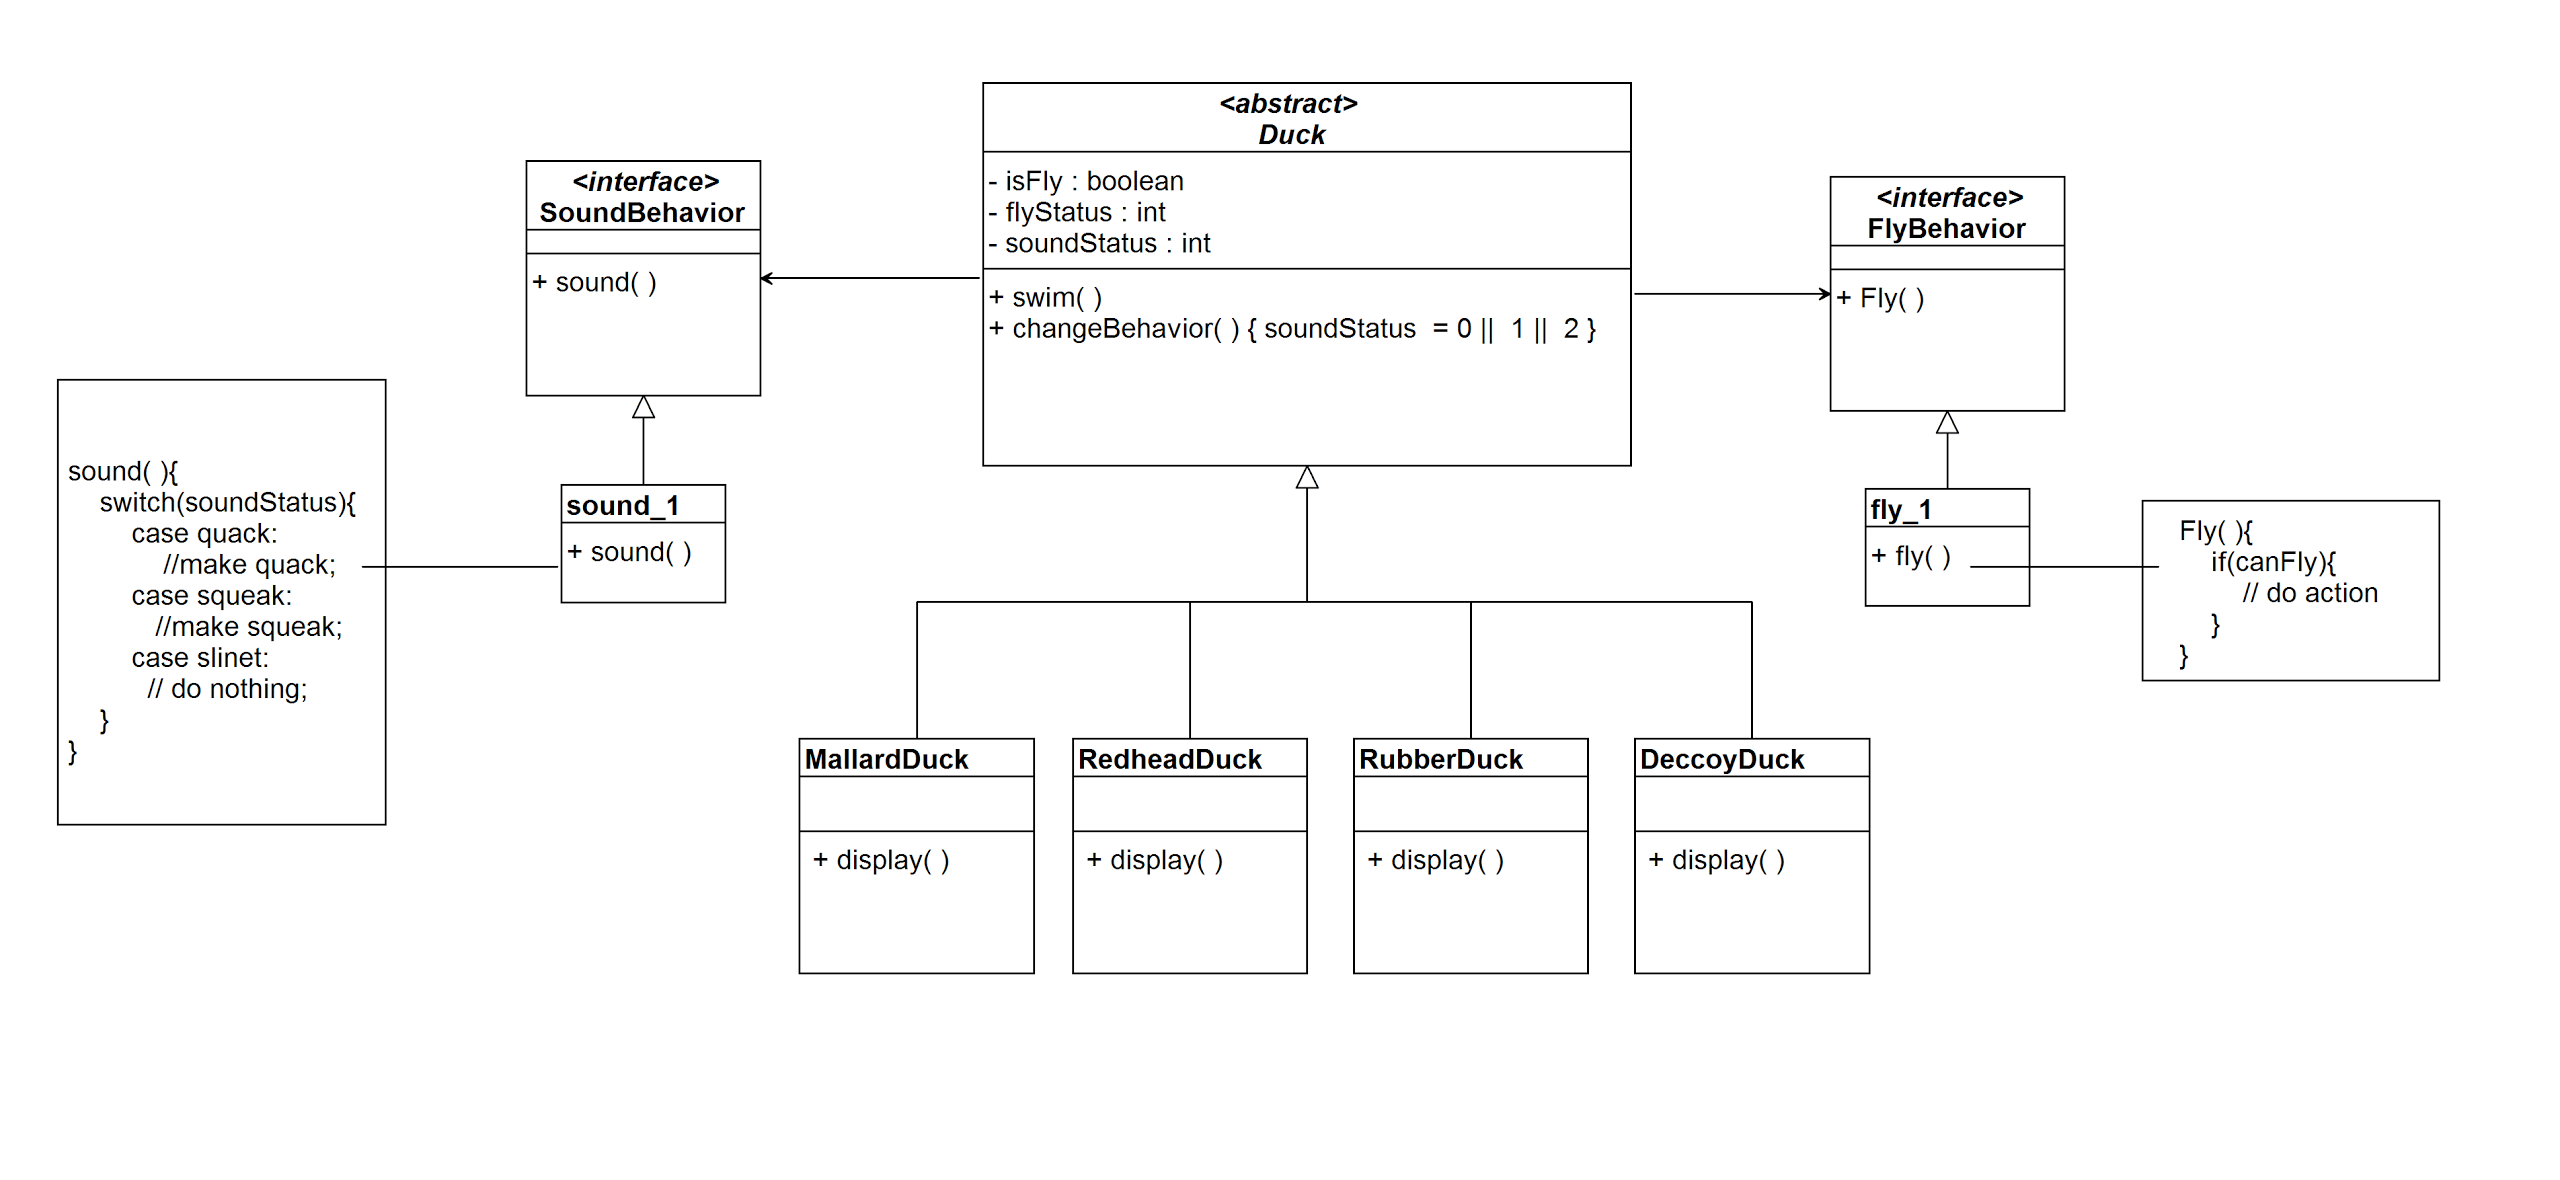 <abstract>
Duck
- isFly : boolean
- flyStatus : int
- soundStatus : int
+ swim( )
+ changeBehavior( ) { soundStatus  = 0 ||  1 ||  2 }
<interface>
SoundBehavior
+ sound( )
<interface>
FlyBehavior
+ Fly( )
sound( ){
switch(soundStatus){
case quack:
//make quack;
case squeak:
//make squeak;
case slinet:
// do nothing;
}
}
sound_1
+ sound( )
fly_1
+ fly( )
Fly( ){
if(canFly){
// do action
}
}
MallardDuck
+ display( )
RedheadDuck
+ display( )
RubberDuck
+ display( )
DeccoyDuck
+ display( )